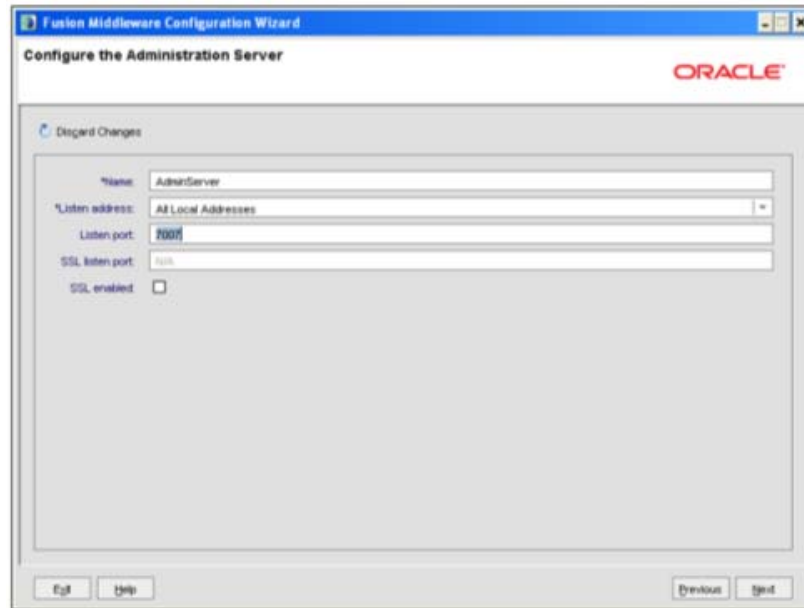 Fusion Middleware Configuration Wizard
Configure the Administration Server
ORACLE
Discard Changes
*Name: AdminServer
*Listen address: All Local Addresses
Listen port: 7007
SSL listen port: N/A
SSL enabled:
Exit Help Previous Next